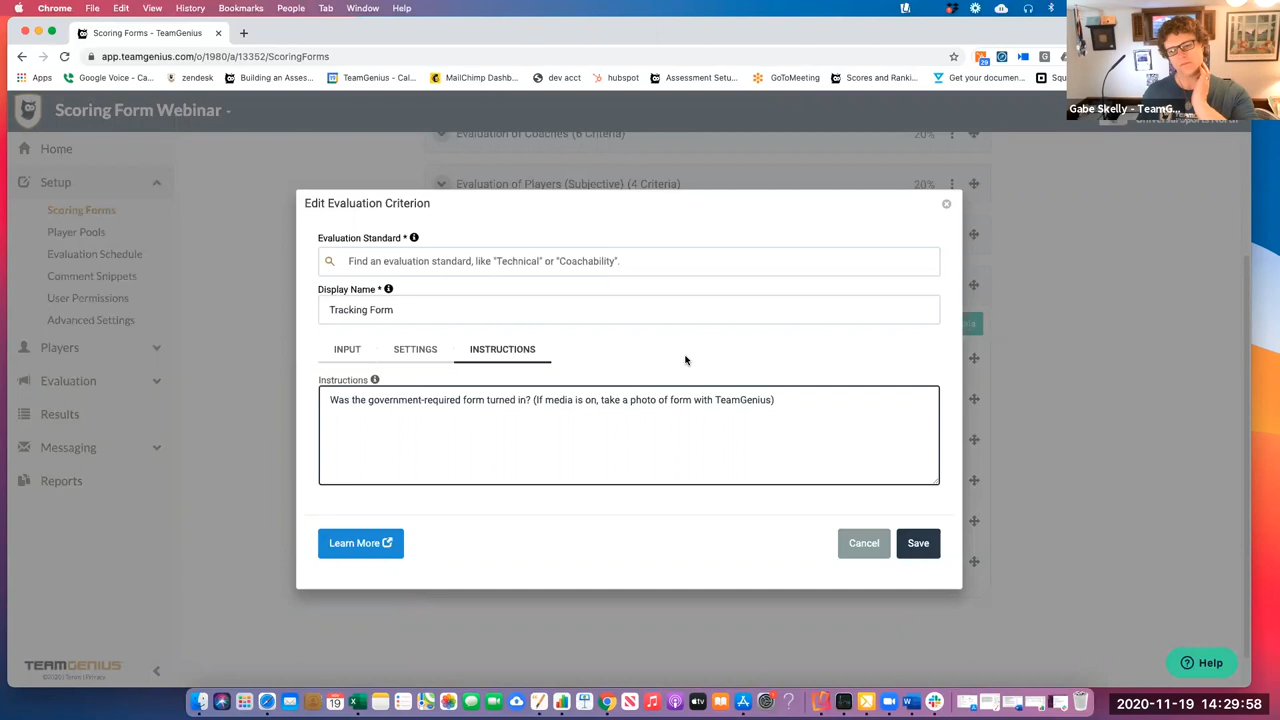 Chrome File Edit View History Bookmarks People Tab Window Help
Scoring Forms - TeamGenius
app.teamgenius.com/o/1980/a/13352/ScoringForms
29
Apps Google Voice - Ca... zendesk Building an Asses... TeamGenius - Cal... MailChimp Dashb... dev acct hubspot Assessment Setu... GoToMeeting Scores and Ranki... Get your documen... Squ
Gabe Skelly - TeamG...
Scoring Form Webinar
Universal Sports North
Home
Setup
Scoring Forms
Player Pools
Evaluation Schedule
Comment Snippets
User Permissions
Advanced Settings
Players
Evaluation
Results
Messaging
Reports
Evaluation of Coaches (6 Criteria) 20%
Evaluation of Players (Subjective) (4 Criteria) 20%
Edit Evaluation Criterion
Evaluation Standard *
Find an evaluation standard, like "Technical" or "Coachability".
Display Name *
Tracking Form
INPUT SETTINGS INSTRUCTIONS
Instructions
Was the government-required form turned in? (If media is on, take a photo of form with TeamGenius)
Learn More
Cancel
Save
TEAMGENIUS
Help
2020-11-19 14:29:58